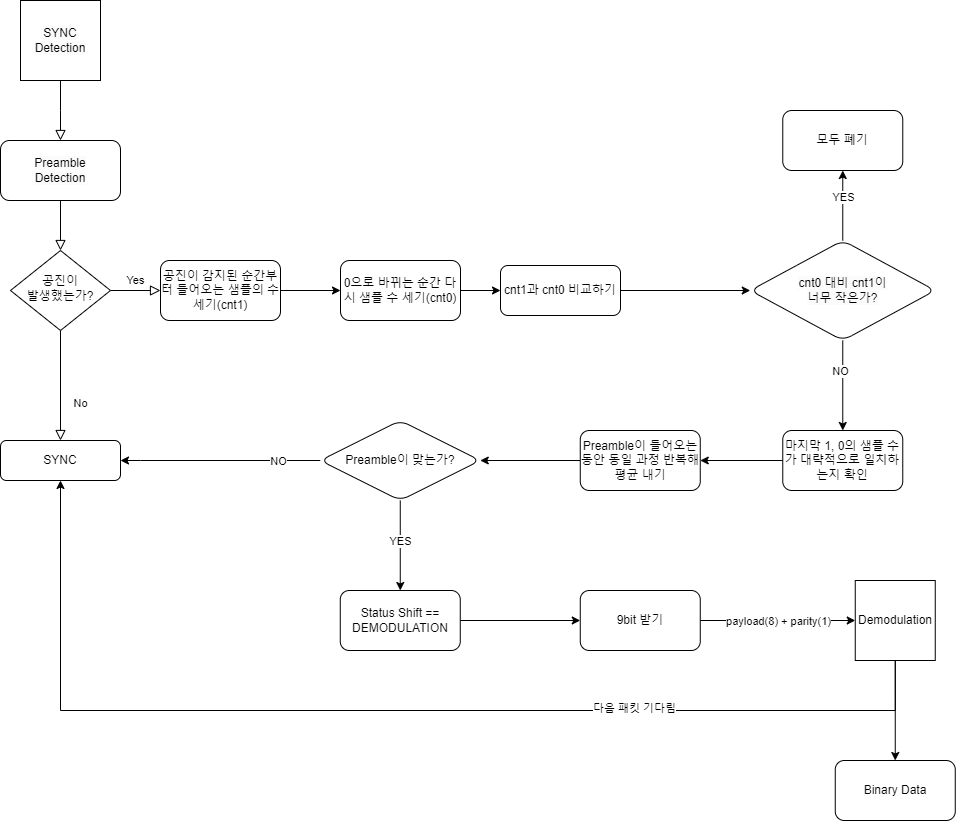 SYNC
Detection
Preamble
Detection
모두 폐기
YES
공진이
발생했는가?
Yes
공진이 감지된 순간부
터 들어오는 샘플의 수
세기(cnt1)
0으로 바뀌는 순간 다
시 샘플 수 세기(cnt0)
cnt1과 cnt0 비교하기
cnt0 대비 cnt1이
너무 작은가?
NO
No
SYNC
NO
Preamble이 맞는가?
Preamble이 들어오는
동안 동일 과정 반복해
평균 내기
마지막 1, 0의 샘플 수
가 대략적으로 일치하
는지 확인
YES
Status Shift ==
DEMODULATION
9bit 받기
payload(8) + parity(1)
Demodulation
다음 패킷 기다림
Binary Data